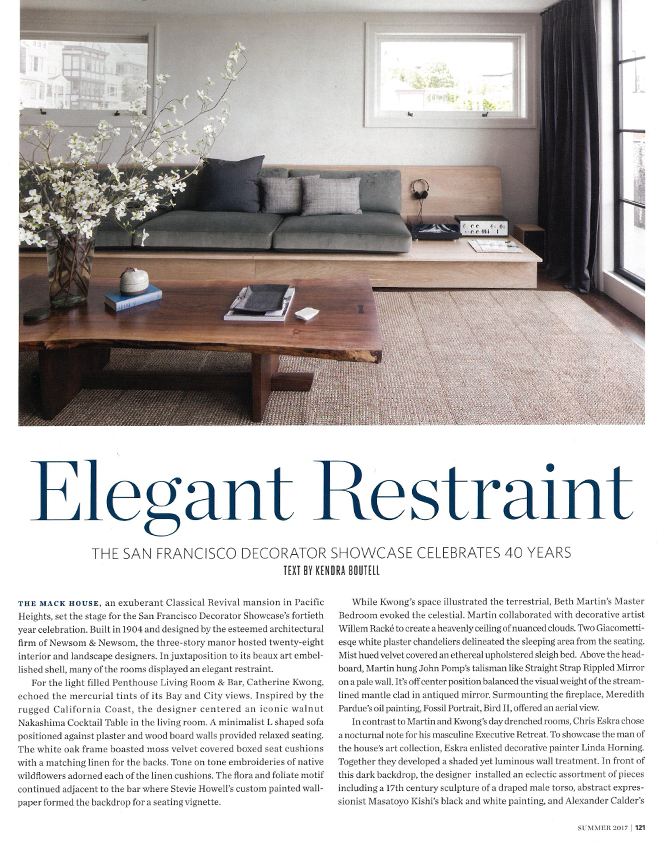 Elegant Restraint
THE SAN FRANCISCO DECORATOR SHOWCASE CELEBRATES 40 YEARS
TEXT BY KENDRA BOUTELL
THE MACK HOUSE, an exuberant Classical Revival mansion in Pacific
Heights, set the stage for the San Francisco Decorator Showcase's fortieth
year celebration. Built in 1904 and designed by the esteemed architectural
firm of Newsom & Newsom, the three-story manor hosted twenty-eight
interior and landscape designers. In juxtaposition to its beaux art embel-
lished shell, many of the rooms displayed an elegant restraint.
For the light filled Penthouse Living Room & Bar, Catherine Kwong,
echoed the mercurial tints of its Bay and City views. Inspired by the
rugged California Coast, the designer centered an iconic walnut
Nakashima Cocktail Table in the living room. A minimalist L shaped sofa
positioned against plaster and wood board walls provided relaxed seating.
The white oak frame boasted moss velvet covered boxed seat cushions
with a matching linen for the backs. Tone on tone embroideries of native
wildflowers adorned each of the linen cushions. The flora and foliate motif
continued adjacent to the bar where Stevie Howell's custom painted wall-
paper formed the backdrop for a seating vignette.
While Kwong's space illustrated the terrestrial, Beth Martin's Master
Bedroom evoked the celestial. Martin collaborated with decorative artist
Willem Racké to create a heavenly ceiling of nuanced clouds. Two Giacometti-
esqe white plaster chandeliers delineated the sleeping area from the seating.
Mist hued velvet covered an ethereal upholstered sleigh bed. Above the head-
board, Martin hung John Pomp's talisman like Straight Strap Rippled Mirror
on a pale wall. It's off center position balanced the visual weight of the stream-
lined mantle clad in antiqued mirror. Surmounting the fireplace, Meredith
Pardue's oil painting, Fossil Portrait, Bird II, offered an aerial view.
In contrast to Martin and Kwong's day drenched rooms, Chris Eskra chose
a nocturnal note for his masculine Executive Retreat. To showcase the man of
the house's art collection, Eskra enlisted decorative painter Linda Horning.
Together they developed a shaded yet luminous wall treatment. In front of
this dark backdrop, the designer installed an eclectic assortment of pieces
including a 17th century sculpture of a draped male torso, abstract expres-
sionist Masatoyo Kishi's black and white painting, and Alexander Calder's
SUMMER 2017 | 121